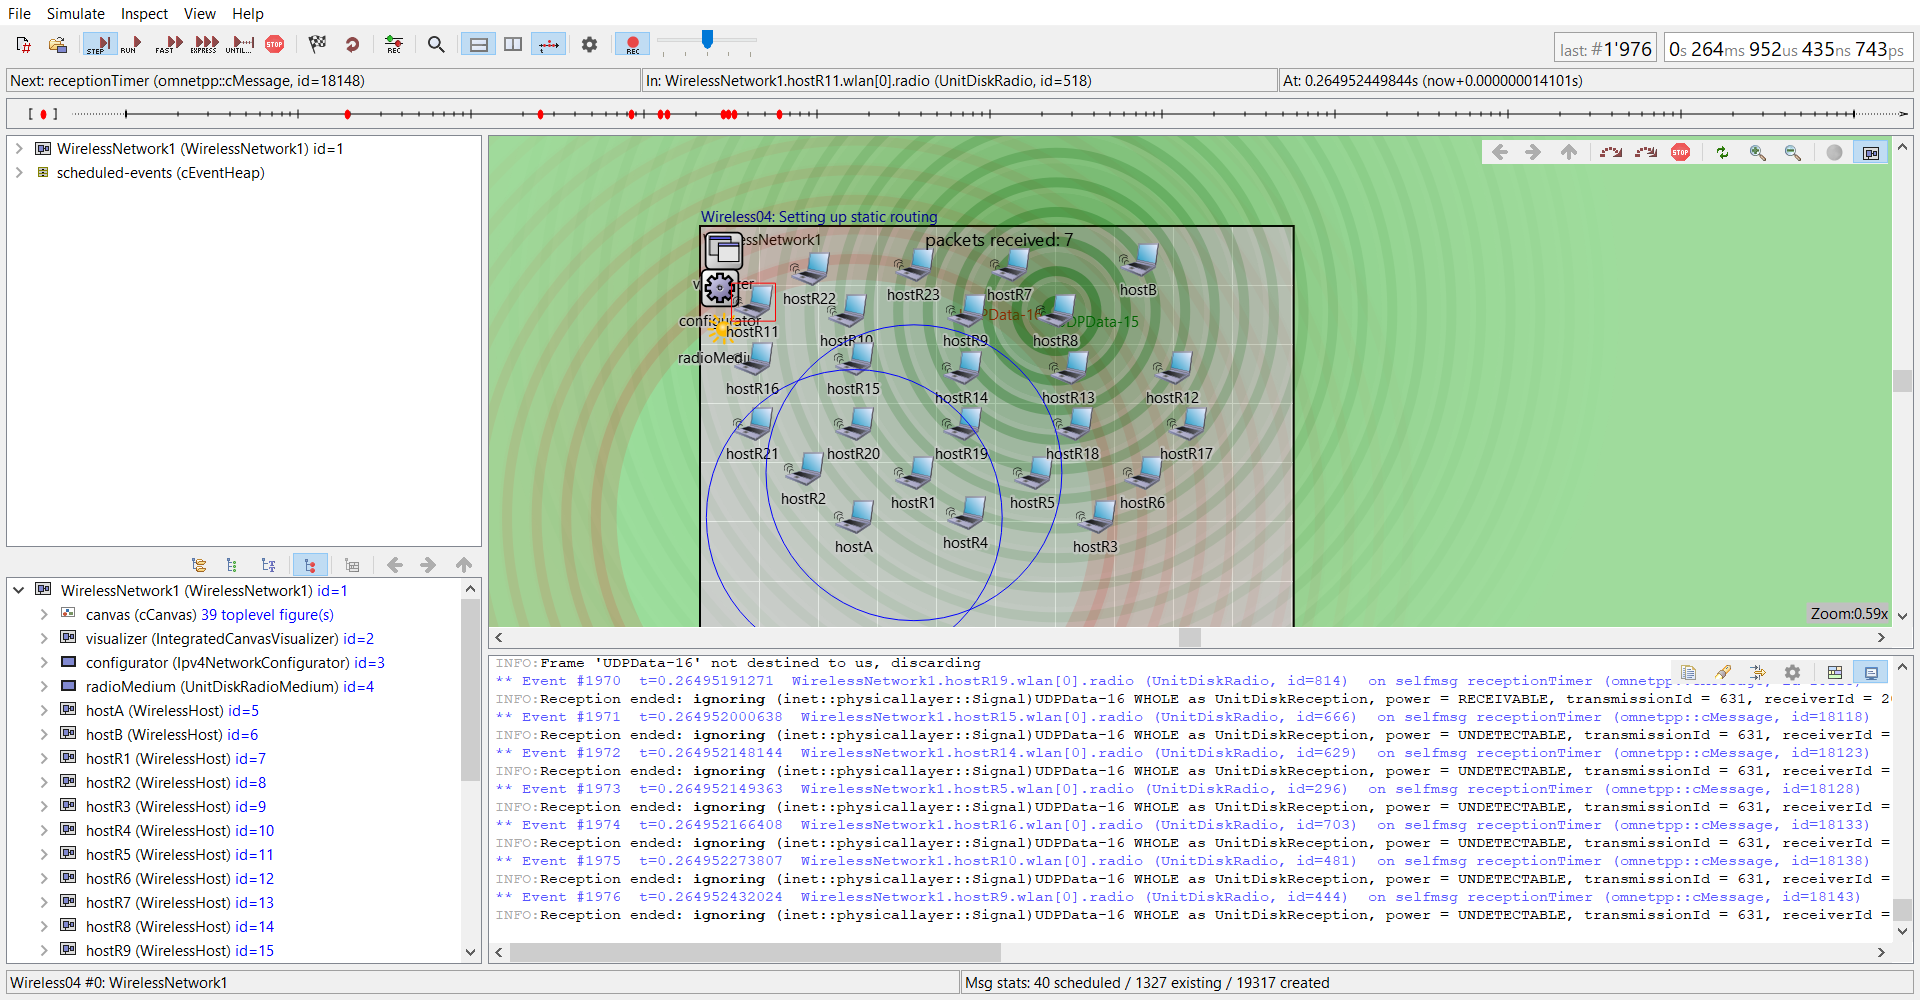 File Simulate Inspect View Help
STEP RUN FAST EXPRESS UNTIL... STOP REC REC
last: #1'976 0s 264ms 952us 435ns 743ps
Next: receptionTimer (omnetpp::cMessage, id=18148) In: WirelessNetwork1.hostR11.wlan[0].radio (UnitDiskRadio, id=518) At: 0.264952449844s (now+0.000000014101s)
WirelessNetwork1 (WirelessNetwork1) id=1
scheduled-events (cEventHeap)
WirelessNetwork1 (WirelessNetwork1) id=1
canvas (cCanvas) 39 toplevel figure(s)
visualizer (IntegratedCanvasVisualizer) id=2
configurator (Ipv4NetworkConfigurator) id=3
radioMedium (UnitDiskRadioMedium) id=4
hostA (WirelessHost) id=5
hostB (WirelessHost) id=6
hostR1 (WirelessHost) id=7
hostR2 (WirelessHost) id=8
hostR3 (WirelessHost) id=9
hostR4 (WirelessHost) id=10
hostR5 (WirelessHost) id=11
hostR6 (WirelessHost) id=12
hostR7 (WirelessHost) id=13
hostR8 (WirelessHost) id=14
hostR9 (WirelessHost) id=15
STOP
Wireless04: Setting up static routing
packets received: 7
hostB
hostR22
hostR23
hostR7
configurator
hostR11
hostR10
hostR9
hostR8
UDPData-15
hostR16
hostR15
hostR14
hostR13
hostR12
hostR21
hostR20
hostR19
hostR18
hostR17
hostR2
hostR1
hostR5
hostR6
hostA
hostR4
hostR3
Zoom:0.59x
INFO:Frame 'UDPData-16' not destined to us, discarding
** Event #1970 t=0.26495191271 WirelessNetwork1.hostR19.wlan[0].radio (UnitDiskRadio, id=814) on selfmsg receptionTimer (omnetpp::cMessage,
INFO:Reception ended: ignoring (inet::physicallayer::Signal)UDPData-16 WHOLE as UnitDiskReception, power = RECEIVABLE, transmissionId = 631, receiverId = 2
** Event #1971 t=0.264952000638 WirelessNetwork1.hostR15.wlan[0].radio (UnitDiskRadio, id=666) on selfmsg receptionTimer (omnetpp::cMessage, id=18118)
INFO:Reception ended: ignoring (inet::physicallayer::Signal)UDPData-16 WHOLE as UnitDiskReception, power = UNDETECTABLE, transmissionId = 631, receiverId =
** Event #1972 t=0.264952148144 WirelessNetwork1.hostR14.wlan[0].radio (UnitDiskRadio, id=629) on selfmsg receptionTimer (omnetpp::cMessage, id=18123)
INFO:Reception ended: ignoring (inet::physicallayer::Signal)UDPData-16 WHOLE as UnitDiskReception, power = UNDETECTABLE, transmissionId = 631, receiverId =
** Event #1973 t=0.264952149363 WirelessNetwork1.hostR5.wlan[0].radio (UnitDiskRadio, id=296) on selfmsg receptionTimer (omnetpp::cMessage, id=18128)
INFO:Reception ended: ignoring (inet::physicallayer::Signal)UDPData-16 WHOLE as UnitDiskReception, power = UNDETECTABLE, transmissionId = 631, receiverId =
** Event #1974 t=0.264952166408 WirelessNetwork1.hostR16.wlan[0].radio (UnitDiskRadio, id=703) on selfmsg receptionTimer (omnetpp::cMessage, id=18133)
INFO:Reception ended: ignoring (inet::physicallayer::Signal)UDPData-16 WHOLE as UnitDiskReception, power = UNDETECTABLE, transmissionId = 631, receiverId =
** Event #1975 t=0.264952273807 WirelessNetwork1.hostR10.wlan[0].radio (UnitDiskRadio, id=481) on selfmsg receptionTimer (omnetpp::cMessage, id=18138)
INFO:Reception ended: ignoring (inet::physicallayer::Signal)UDPData-16 WHOLE as UnitDiskReception, power = UNDETECTABLE, transmissionId = 631, receiverId =
** Event #1976 t=0.264952432024 WirelessNetwork1.hostR9.wlan[0].radio (UnitDiskRadio, id=444) on selfmsg receptionTimer (omnetpp::cMessage, id=18143)
INFO:Reception ended: ignoring (inet::physicallayer::Signal)UDPData-16 WHOLE as UnitDiskReception, power = UNDETECTABLE, transmissionId = 631, receiverId =
Wireless04 #0: WirelessNetwork1 Msg stats: 40 scheduled / 1327 existing / 19317 created